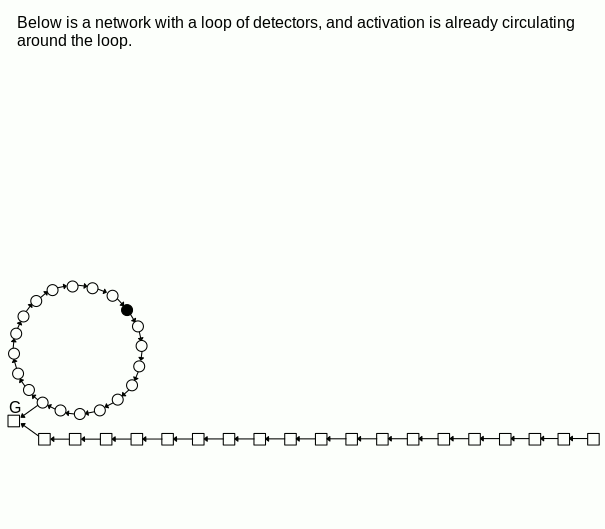 Below is a network with a loop of detectors, and activation is already circulating
around the loop.
G